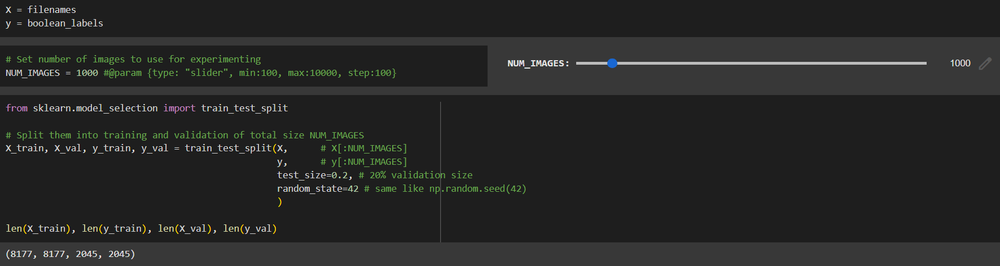 X = filenames
y = boolean_labels
# Set number of images to use for experimenting
NUM_IMAGES = 1000 #@param {type: "slider", min:100, max:10000, step:100}
NUM_IMAGES: 1000
from sklearn.model_selection import train_test_split
# Split them into training and validation of total size NUM_IMAGES
X_train, X_val, y_train, y_val = train_test_split(X,      # X[:NUM_IMAGES]
y,      # y[:NUM_IMAGES]
test_size=0.2, # 20% validation size
random_state=42 # same like np.random.seed(42)
)
len(X_train), len(y_train), len(X_val), len(y_val)
(8177, 8177, 2045, 2045)